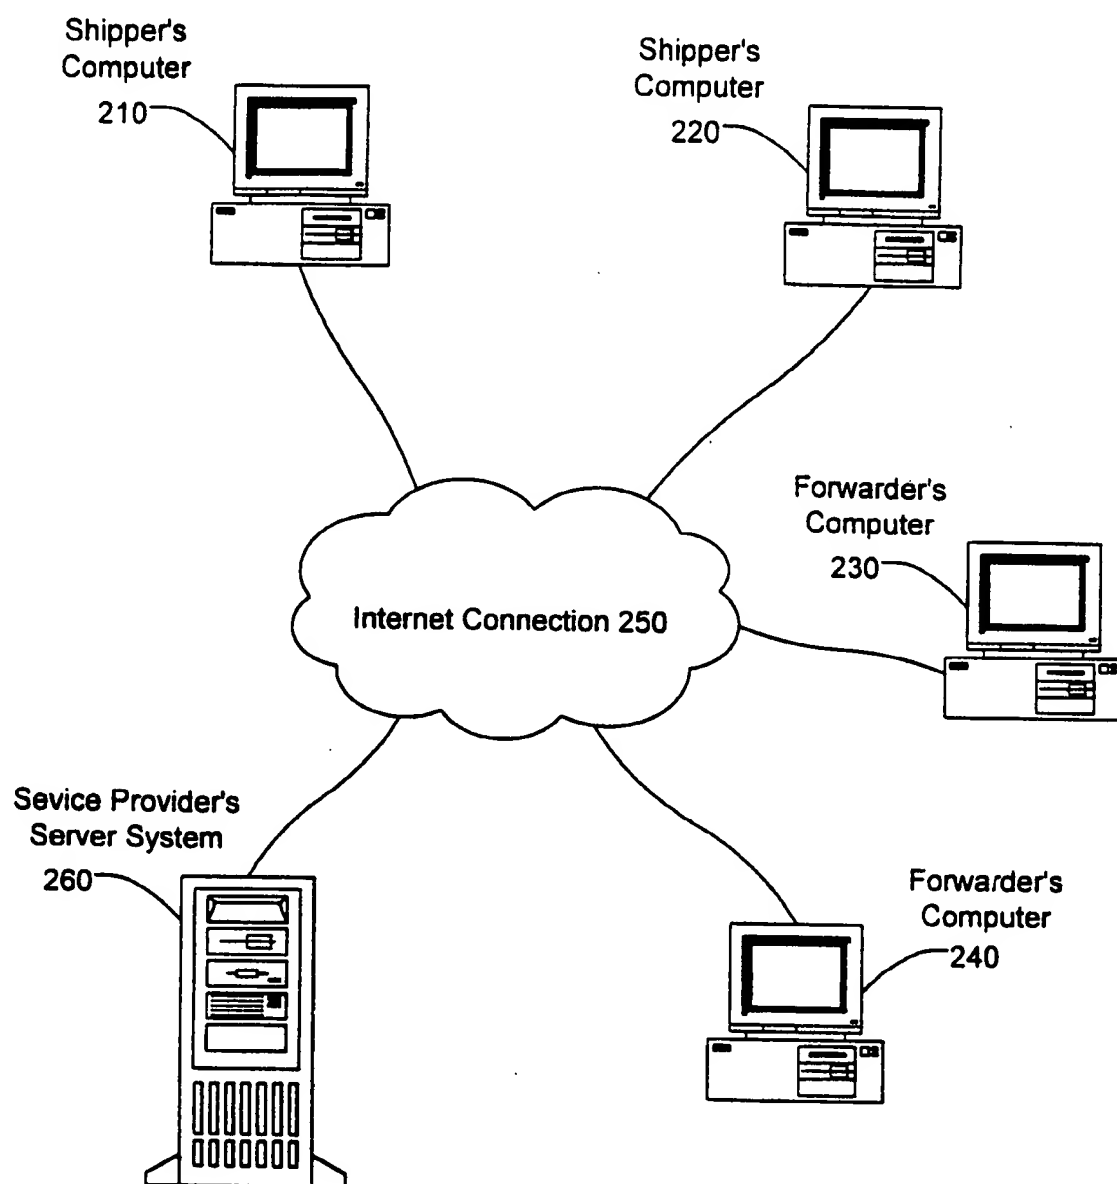 Shipper's
Computer
210
Shipper's
Computer
220
Forwarder's
Computer
230
Internet Connection 250
Sevice Provider's
Server System
260
Forwarder's
Computer
240